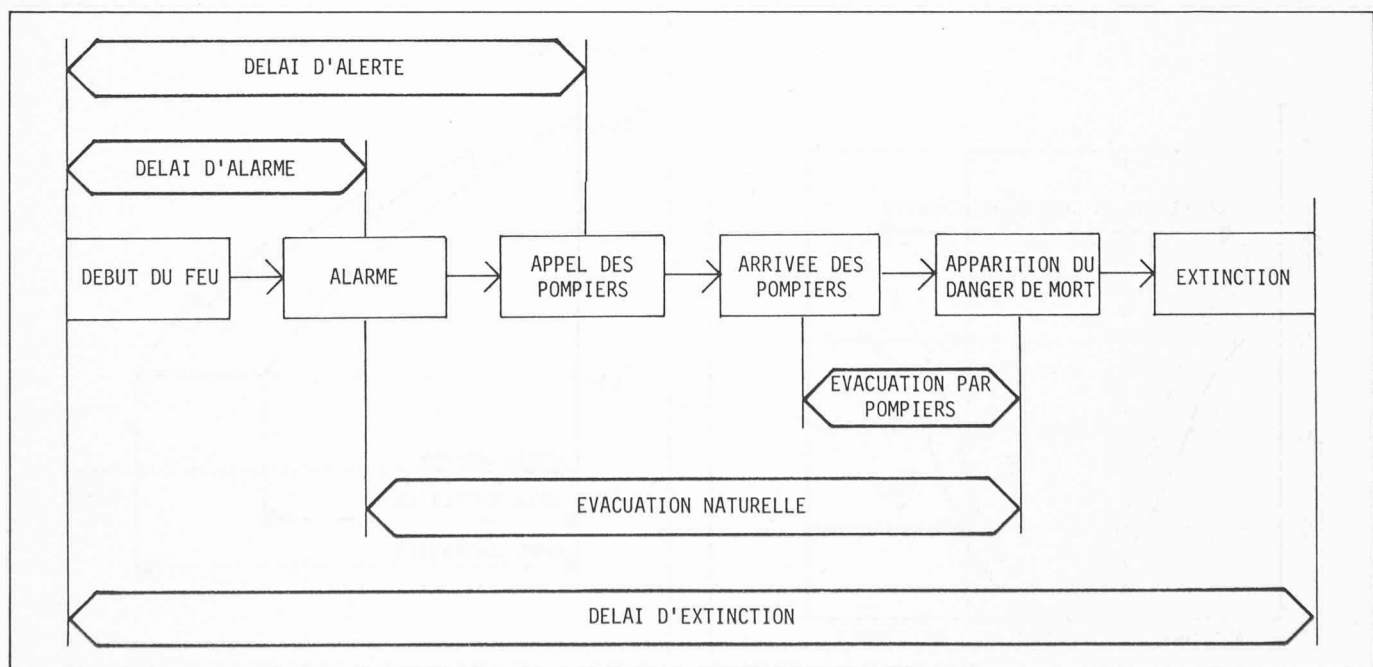 DELAI D'ALERTE
DELAI D'ALARME
DEBUT DU FEU
ALARME
APPEL DES
POMPIERS
ARRIVEE DES
POMPIERS
APPARITION DU
DANGER DE MORT
EXTINCTION
EVACUATION PAR
POMPIERS
EVACUATION NATURELLE
DELAI D'EXTINCTION